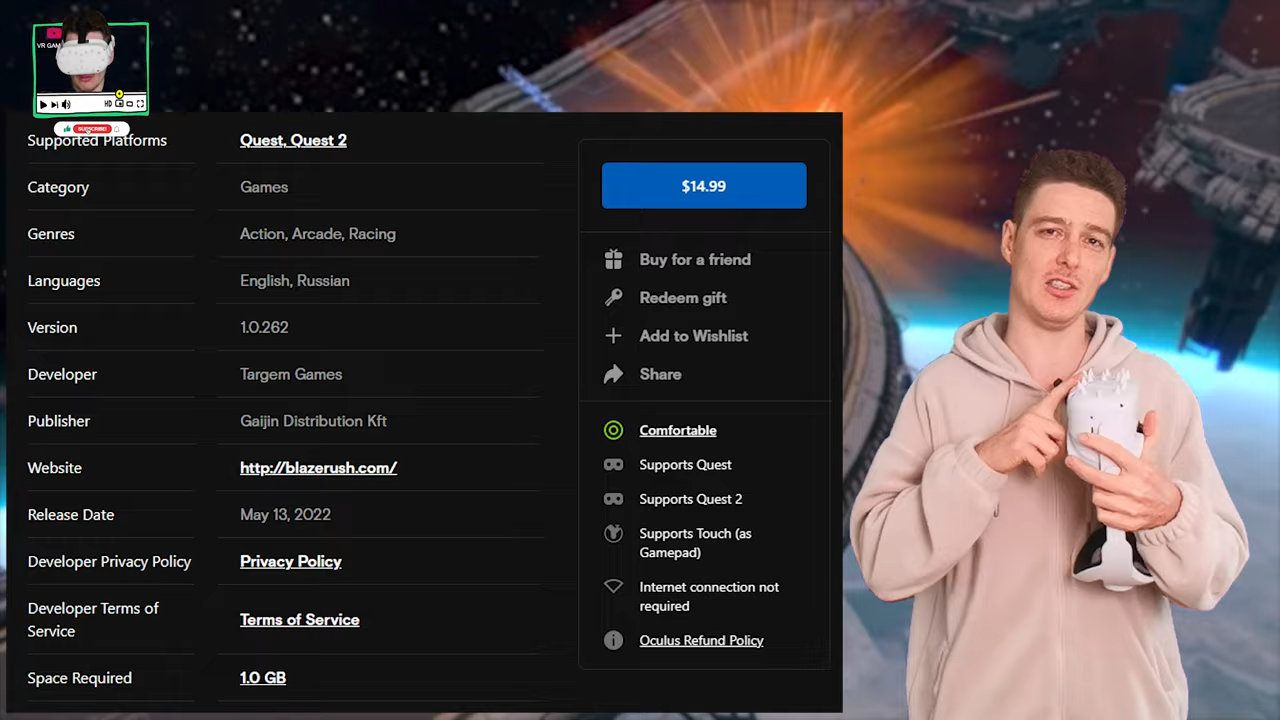 VR GAM
HD
SUBSCRIBE!
Supported Platforms
Quest, Quest 2
Category
Games
Genres
Action, Arcade, Racing
Languages
English, Russian
Version
1.0.262
Developer
Targem Games
Publisher
Gaijin Distribution Kft
Website
http://blazerush.com/
Release Date
May 13, 2022
Developer Privacy Policy
Privacy Policy
Developer Terms of
Service
Terms of Service
Space Required
1.0 GB
$14.99
Buy for a friend
Redeem gift
Add to Wishlist
Share
Comfortable
Supports Quest
Supports Quest 2
Supports Touch (as
Gamepad)
Internet connection not
required
Oculus Refund Policy